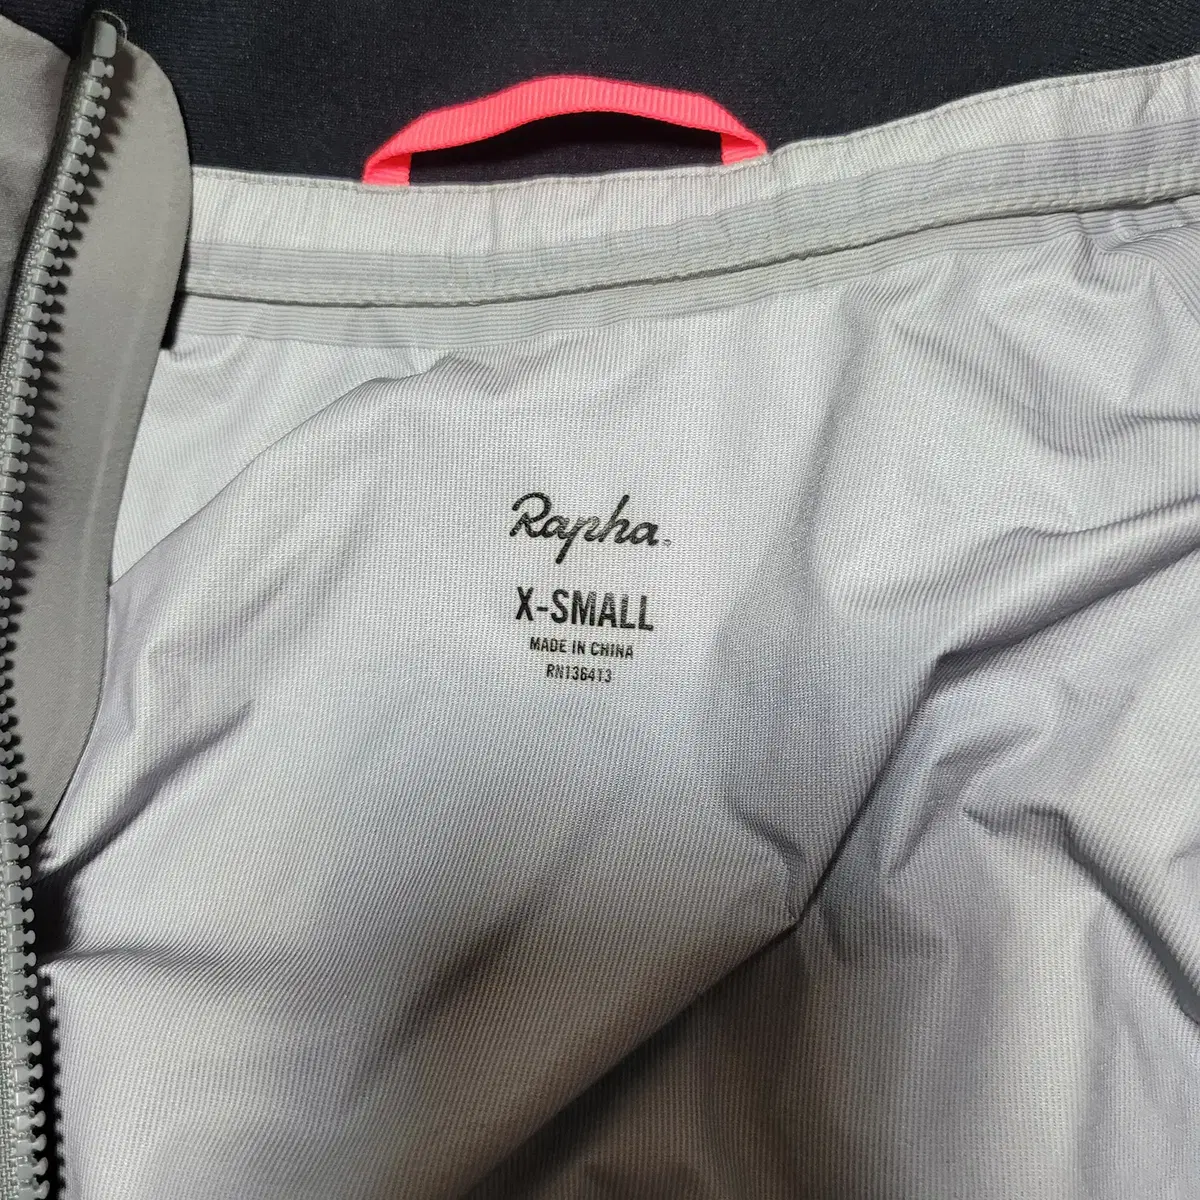 Rapha
X-SMALL
MADE IN CHINA
RN136413